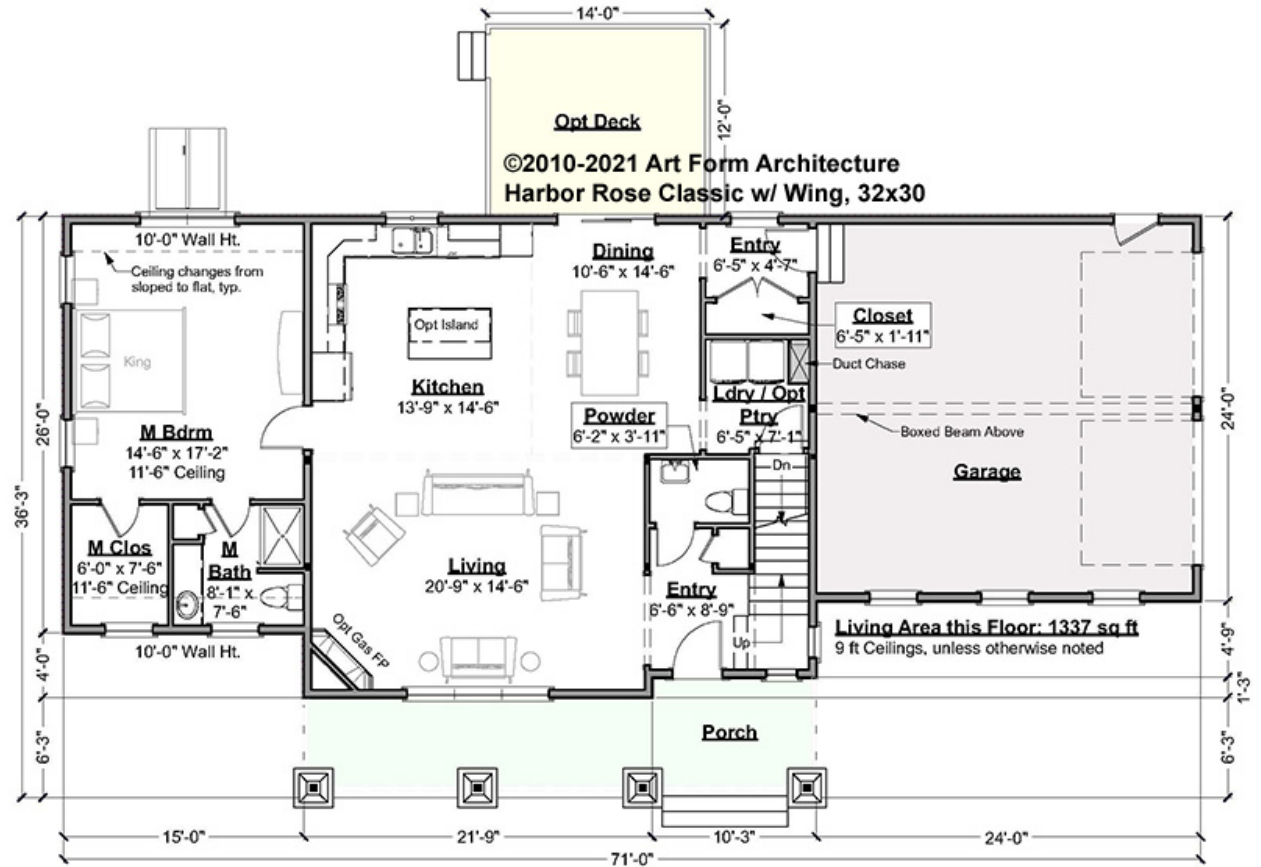 14'-0"
12'-0"
Opt Deck
©2010-2021 Art Form Architecture
Harbor Rose Classic w/ Wing, 32x30
10'-0" Wall Ht.
Ceiling changes from
sloped to flat, typ.
King
M Bdrm
14'-6" x 17'-2"
11'-6" Ceiling
Opt Island
Kitchen
13'-9" x 14'-6"
Dining
10'-6" x 14'-6"
Entry
6'-5" x 4'-7"
Closet
6'-5" x 1'-11"
Duct Chase
Ldry / Opt
Ptry
6'-5" x 7'-1"
Powder
6'-2" x 3'-11"
Boxed Beam Above
Garage
Dn
M Clos
6'-0" x 7'-6"
11'-6" Ceiling
M
Bath
8'-1" x
7'-6"
10'-0" Wall Ht.
Living
20'-9" x 14'-6"
Opt Gas FP
Entry
6'-6" x 8'-9"
Up
Living Area this Floor: 1337 sq ft
9 ft Ceilings, unless otherwise noted
Porch
36'-3"
26'-0"
4'-0"
6'-3"
24'-0"
4'-9"
1'-3"
6'-3"
15'-0"
21'-9"
10'-3"
24'-0"
71'-0"